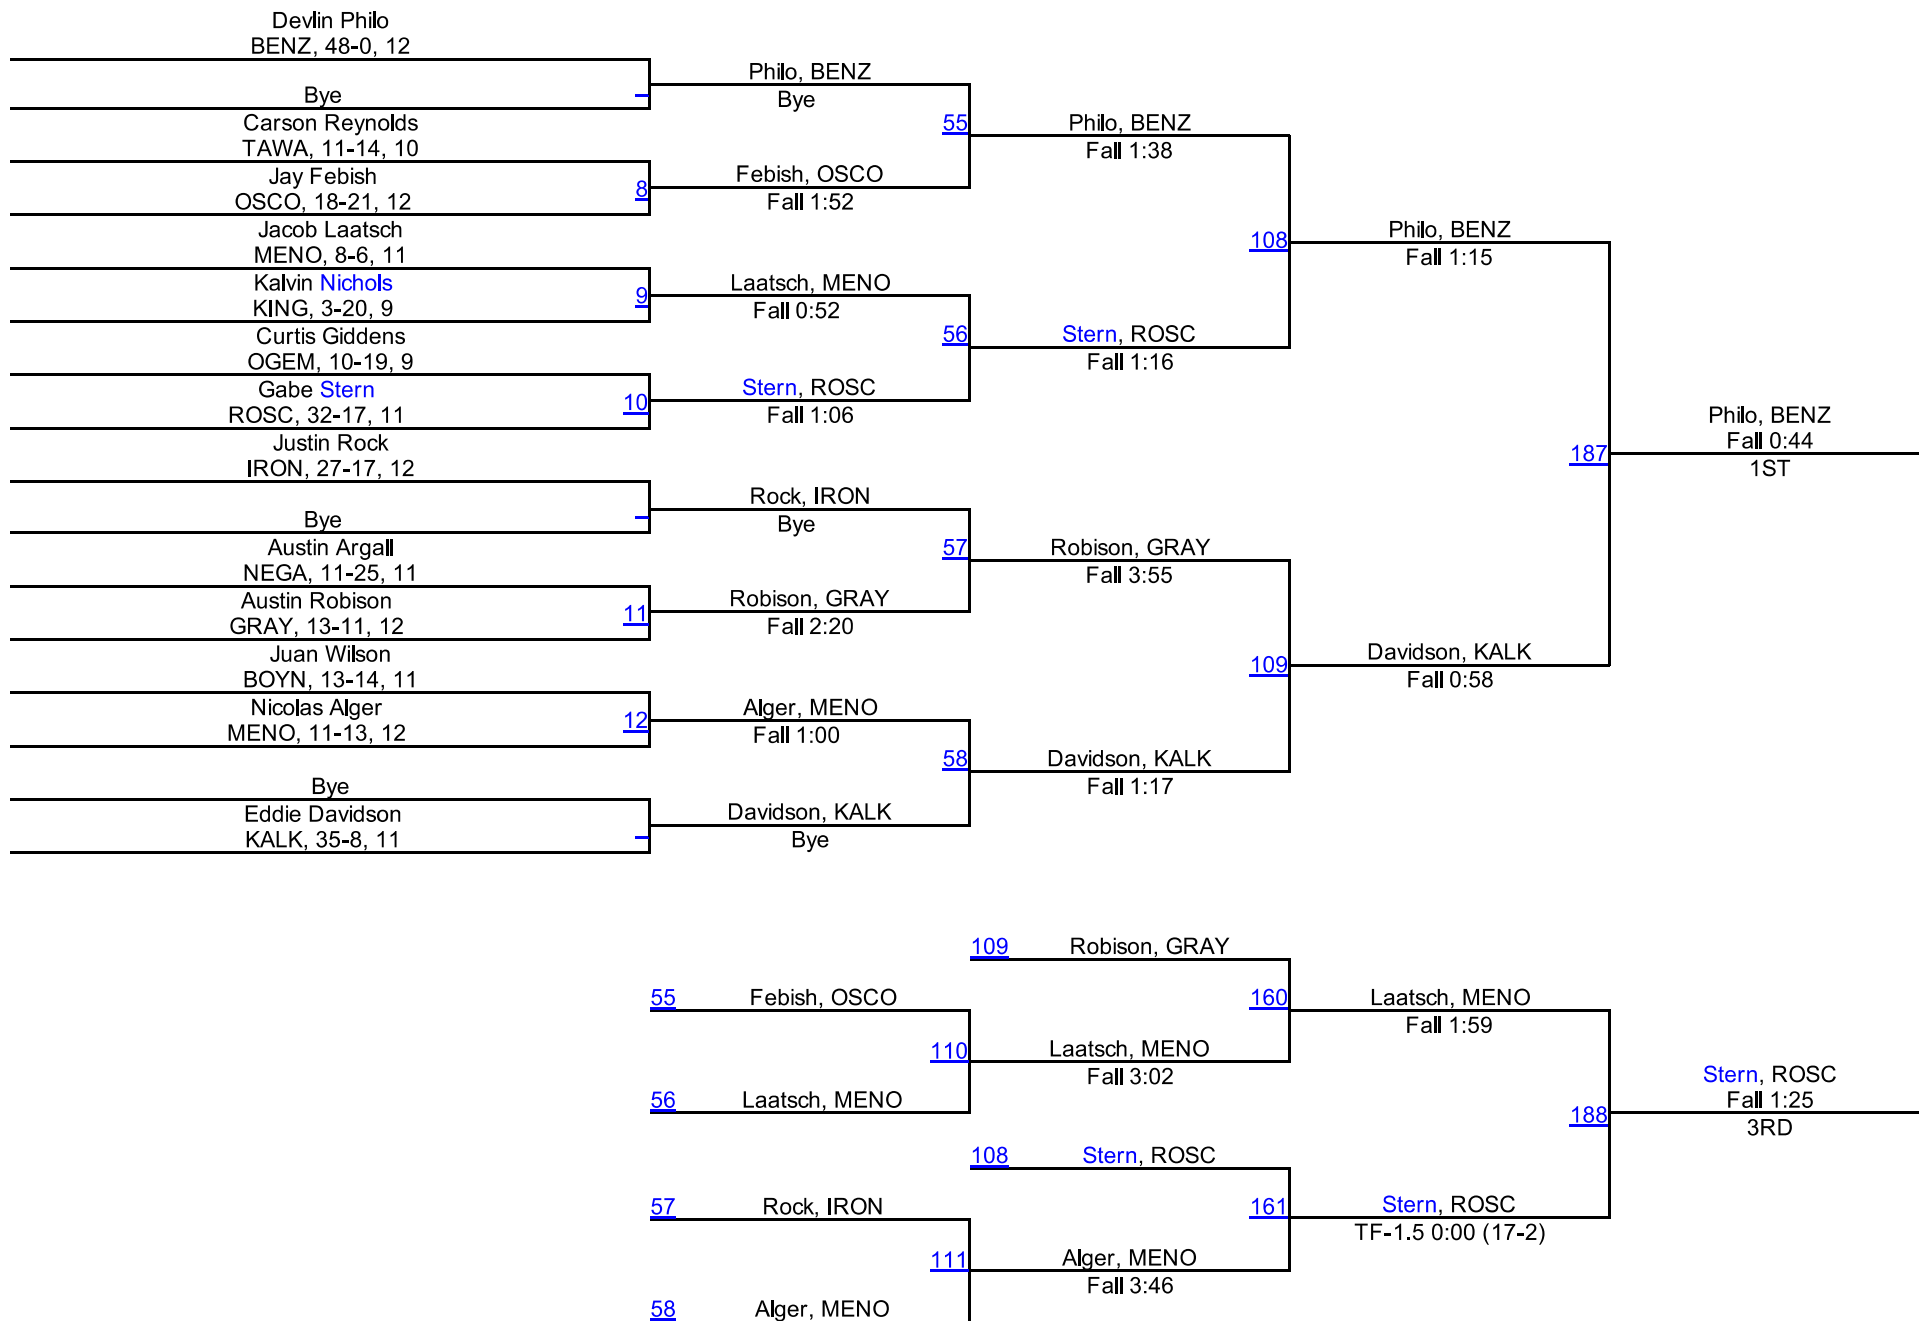 Devlin Philo
BENZ, 48-0, 12
Bye
Carson Reynolds
TAWA, 11-14, 10
Jay Febish
OSCO, 18-21, 12
8
Jacob Laatsch
MENO, 8-6, 11
Kalvin Nichols
KING, 3-20, 9
9
Curtis Giddens
OGEM, 10-19, 9
Gabe Stern
ROSC, 32-17, 11
10
Justin Rock
IRON, 27-17, 12
Bye
Austin Argall
NEGA, 11-25, 11
Austin Robison
GRAY, 13-11, 12
11
Juan Wilson
BOYN, 13-14, 11
Nicolas Alger
MENO, 11-13, 12
12
Bye
Eddie Davidson
KALK, 35-8, 11
Philo, BENZ
Bye
55
Febish, OSCO
Fall 1:52
Laatsch, MENO
Fall 0:52
56
Stern, ROSC
Fall 1:06
Rock, IRON
Bye
57
Robison, GRAY
Fall 2:20
Alger, MENO
Fall 1:00
58
Davidson, KALK
Bye
Philo, BENZ
Fall 1:38
108
Stern, ROSC
Fall 1:16
Robison, GRAY
Fall 3:55
109
Davidson, KALK
Fall 1:17
Philo, BENZ
Fall 1:15
187
Davidson, KALK
Fall 0:58
Philo, BENZ
Fall 0:44
1ST
55 Febish, OSCO
110
56 Laatsch, MENO
57 Rock, IRON
111
58 Alger, MENO
109 Robison, GRAY
160
Laatsch, MENO
Fall 3:02
108 Stern, ROSC
161
Alger, MENO
Fall 3:46
Laatsch, MENO
Fall 1:59
188
Stern, ROSC
TF-1.5 0:00 (17-2)
Stern, ROSC
Fall 1:25
3RD